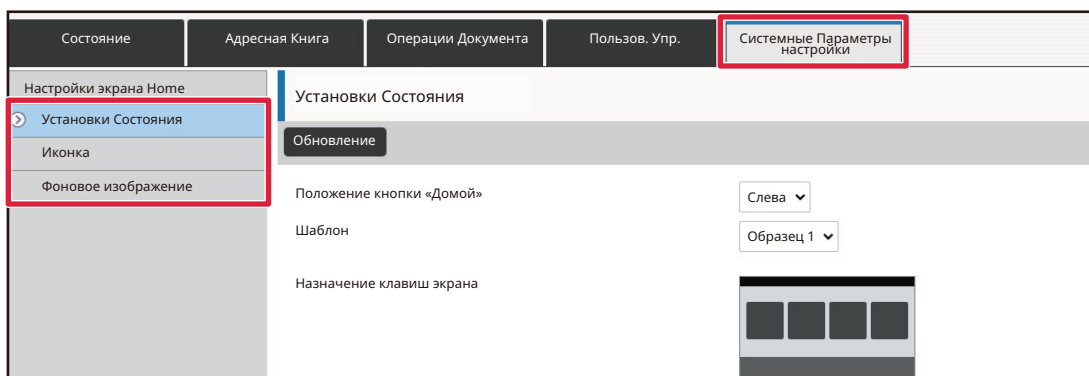 Состояние
Адресная Книга
Операции Документа
Пользов. Упр.
Системные Параметры
настройки
Настройки экрана Home
Установки Состояния
Иконка
Фоновое изображение
Установки Состояния
Обновление
Положение кнопки «Домой»
Слева
Шаблон
Образец 1
Назначение клавиш экрана